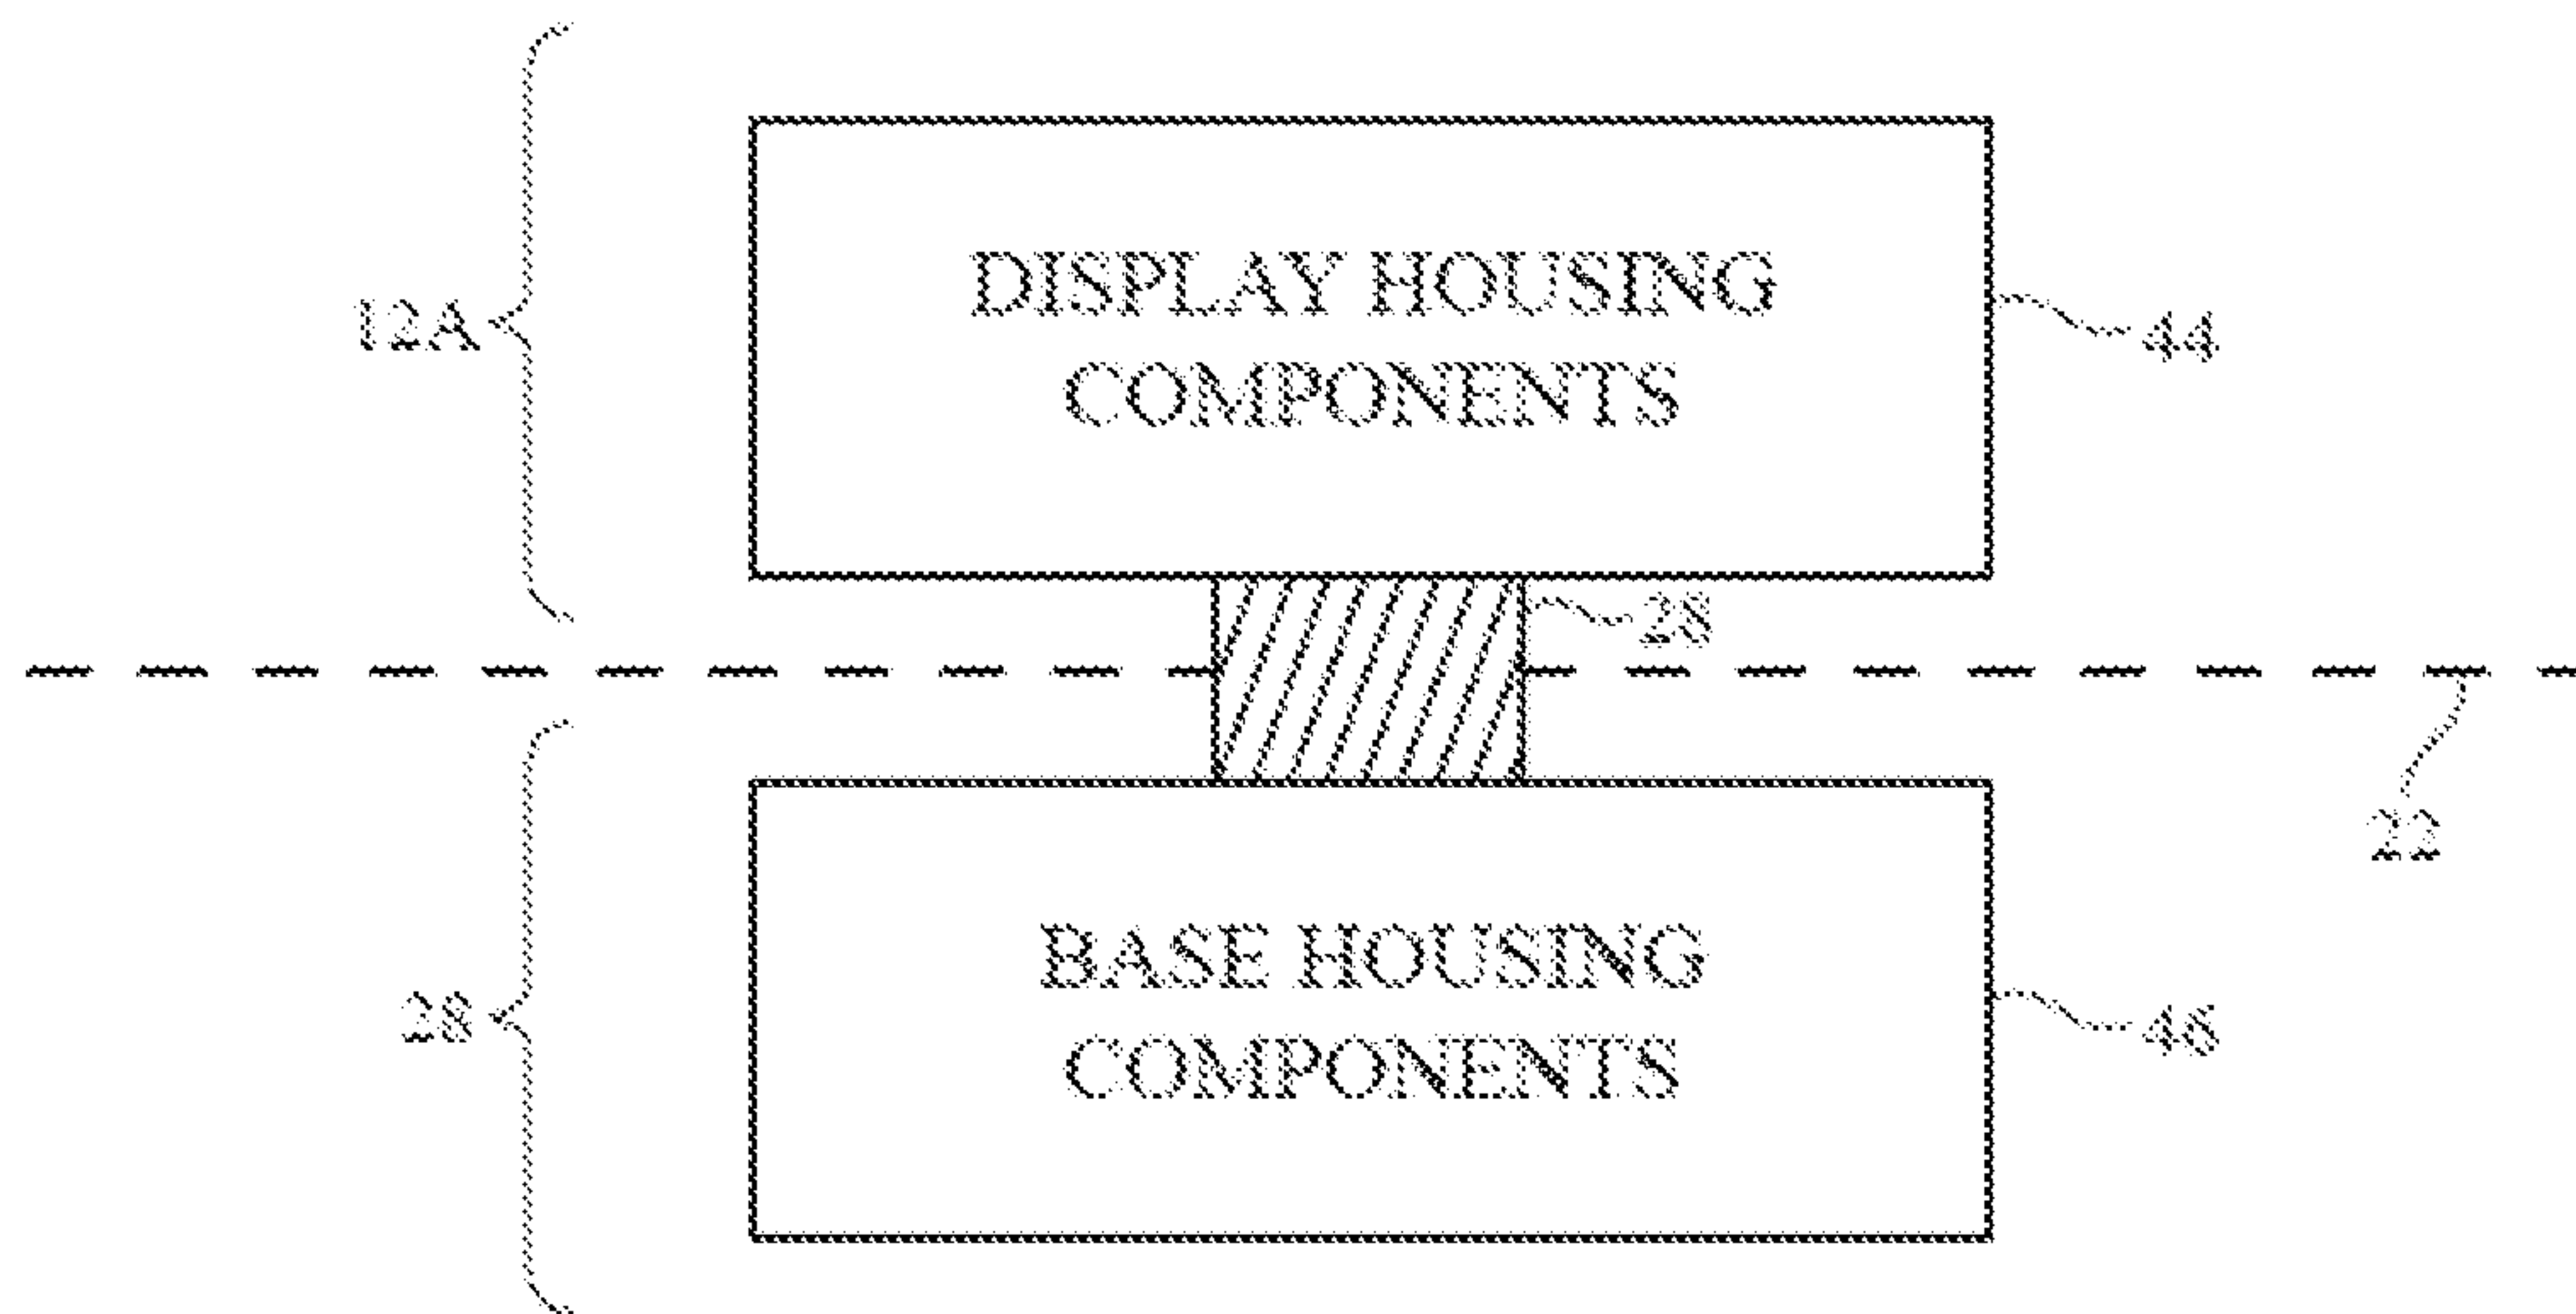 DISPLAY HOUSING
COMPONENTS
12A
44
28
22
BASE HOUSING
COMPONENTS
28
46